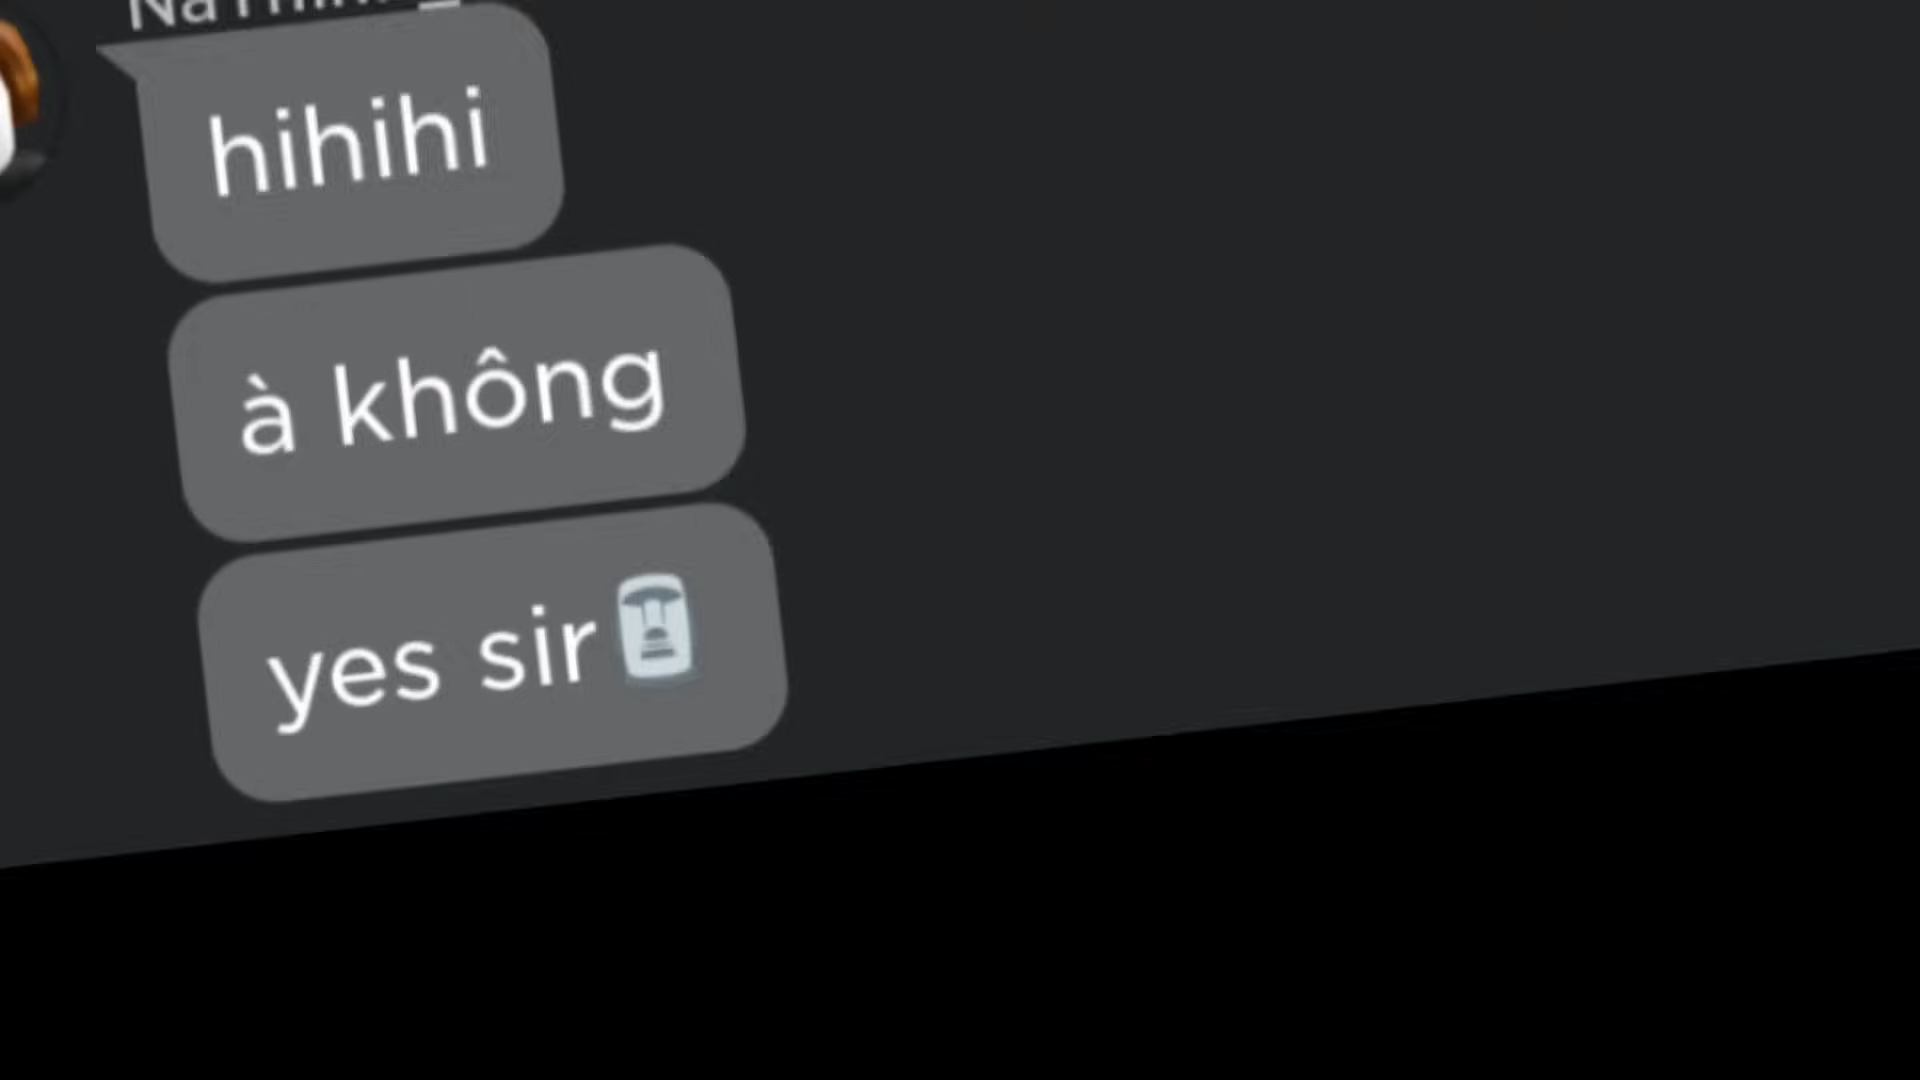 hihihi
à không
yes sir🗿